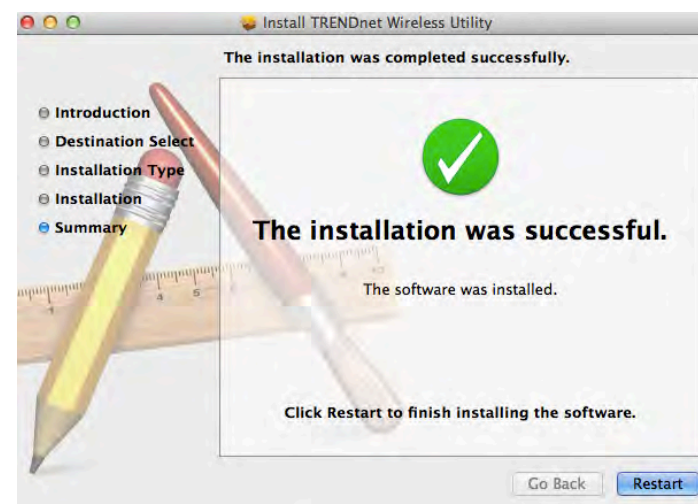 Install TRENDnet Wireless Utility
The installation was completed successfully.
Introduction
Destination Select
Installation Type
Installation
Summary
The installation was successful.
The software was installed.
Click Restart to finish installing the software.
Go Back
Restart